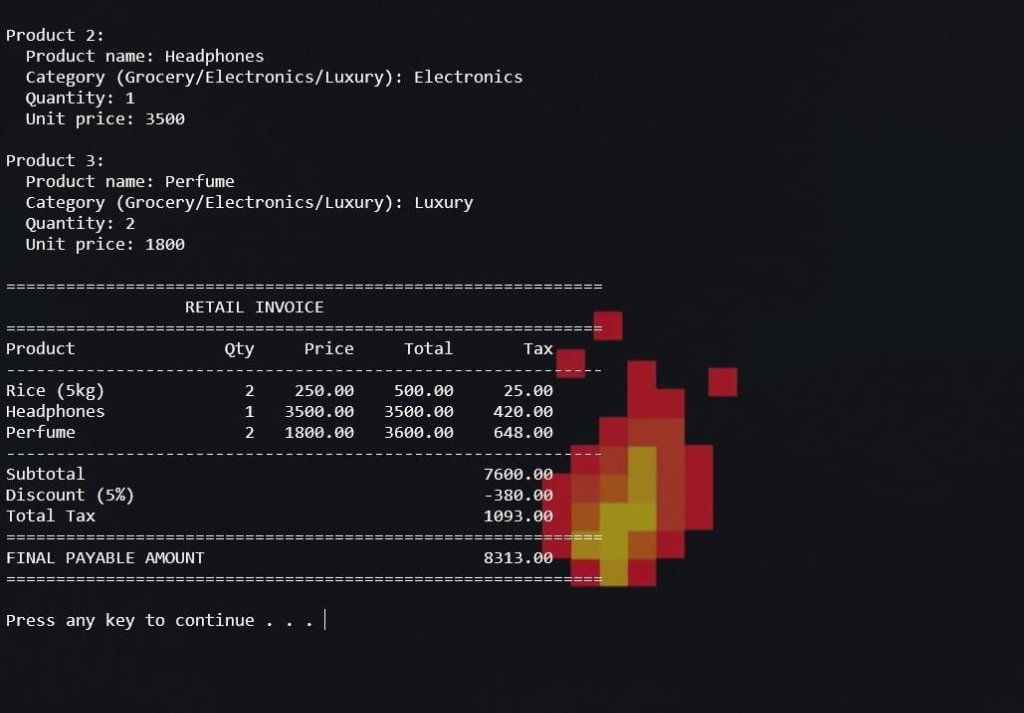 Product 2:
  Product name: Headphones
  Category (Grocery/Electronics/Luxury): Electronics
  Quantity: 1
  Unit price: 3500

Product 3:
  Product name: Perfume
  Category (Grocery/Electronics/Luxury): Luxury
  Quantity: 2
  Unit price: 1800

============================================================
                  RETAIL INVOICE
============================================================
Product               Qty     Price     Total       Tax
------------------------------------------------------------
Rice (5kg)              2    250.00    500.00     25.00
Headphones              1   3500.00   3500.00    420.00
Perfume                 2   1800.00   3600.00    648.00
------------------------------------------------------------
Subtotal                                        7600.00
Discount (5%)                                   -380.00
Total Tax                                       1093.00
============================================================
FINAL PAYABLE AMOUNT                            8313.00
============================================================

Press any key to continue . . .